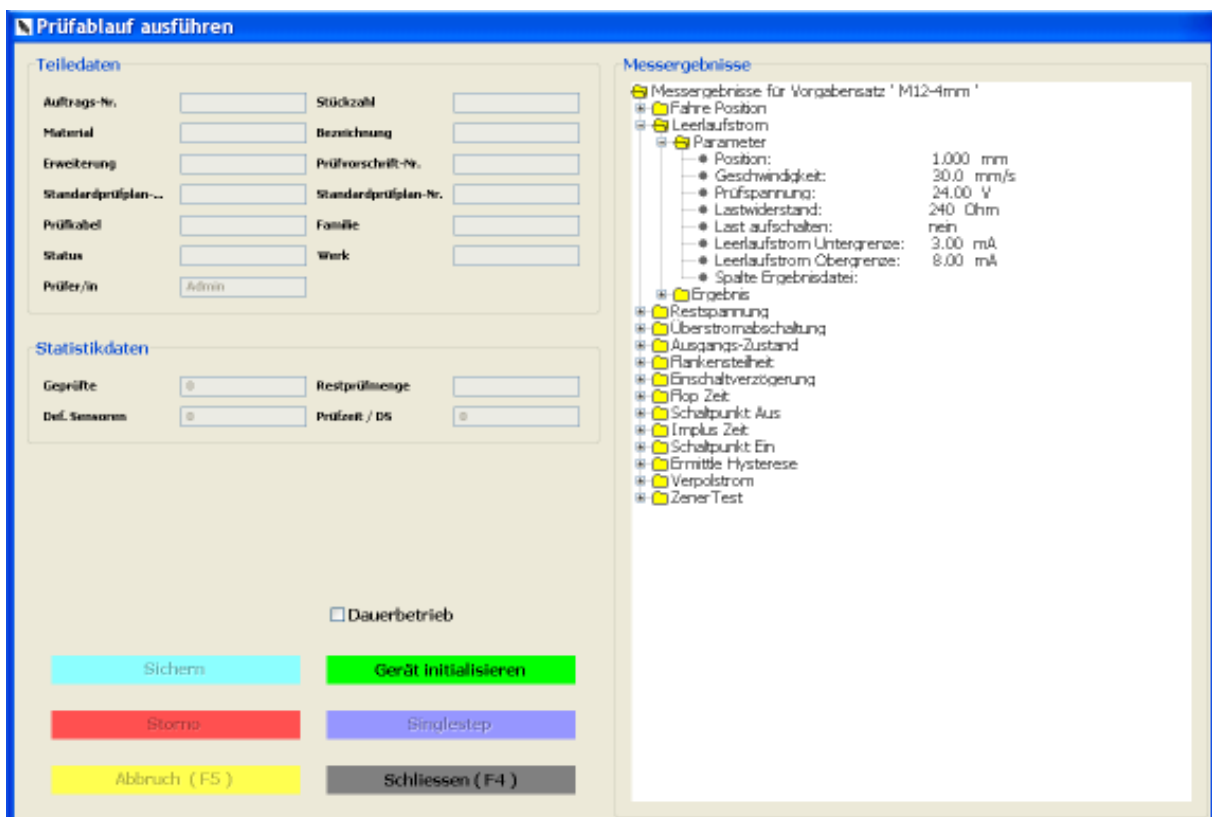 Prüfablauf ausführen
Teiledaten
Auftrags-Nr.
Stückzahl
Material
Bezeichnung
Erweiterung
Prüfvorschrift-Nr.
Standardprüfplan-...
Standardprüfplan-Nr.
Prüfkabel
Familie
Status
Werk
Prüfer/in
Admin
Statistikdaten
Geprüfte
0
Restprüfmenge
Def. Sensoren
0
Prüfzeit / DS
0
Dauerbetrieb
Sichern
Gerät initialisieren
Storno
Singlestep
Abbruch ( F5 )
Schliessen ( F4 )
Messergebnisse
Messergebnisse für Vorgabensatz ' M12-4mm '
Fahre Position
Leerlaufstrom
Parameter
Position: 1.000 mm
Geschwindigkeit: 30.0 mm/s
Prüfspannung: 24.00 V
Lastwiderstand: 240 Ohm
Last aufschalten: nein
Leerlaufstrom Untergrenze: 3.00 mA
Leerlaufstrom Obergrenze: 8.00 mA
Spalte Ergebnisdatei:
Ergebnis
Restspannung
Überstromabschaltung
Ausgangs-Zustand
Flankensteilheit
Einschaltverzögerung
Flop Zeit
Schaltpunkt Aus
Implus Zeit
Schaltpunkt Ein
Ermittle Hysterese
Verpolstrom
ZenerTest